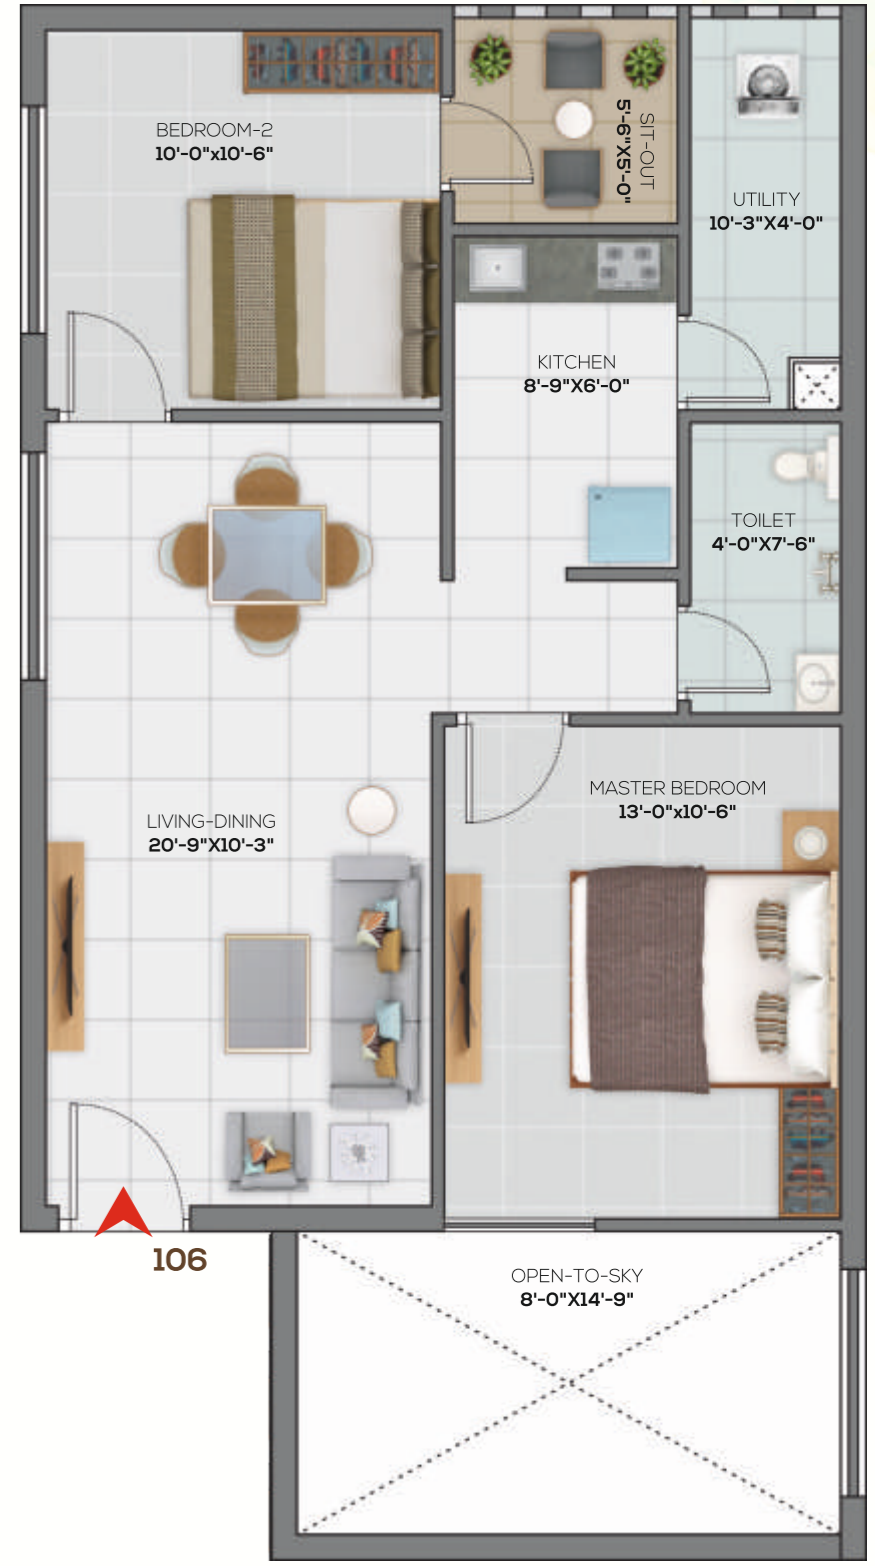 BEDROOM-2
10'-0"x10'-6"
SIT-OUT
5'-6"X5'-0"
UTILITY
10'-3"X4'-0"
KITCHEN
8'-9"X6'-0"
TOILET
4'-0"X7'-6"
MASTER BEDROOM
13'-0"x10'-6"
LIVING-DINING
20'-9"X10'-3"
106
OPEN-TO-SKY
8'-0"X14'-9"